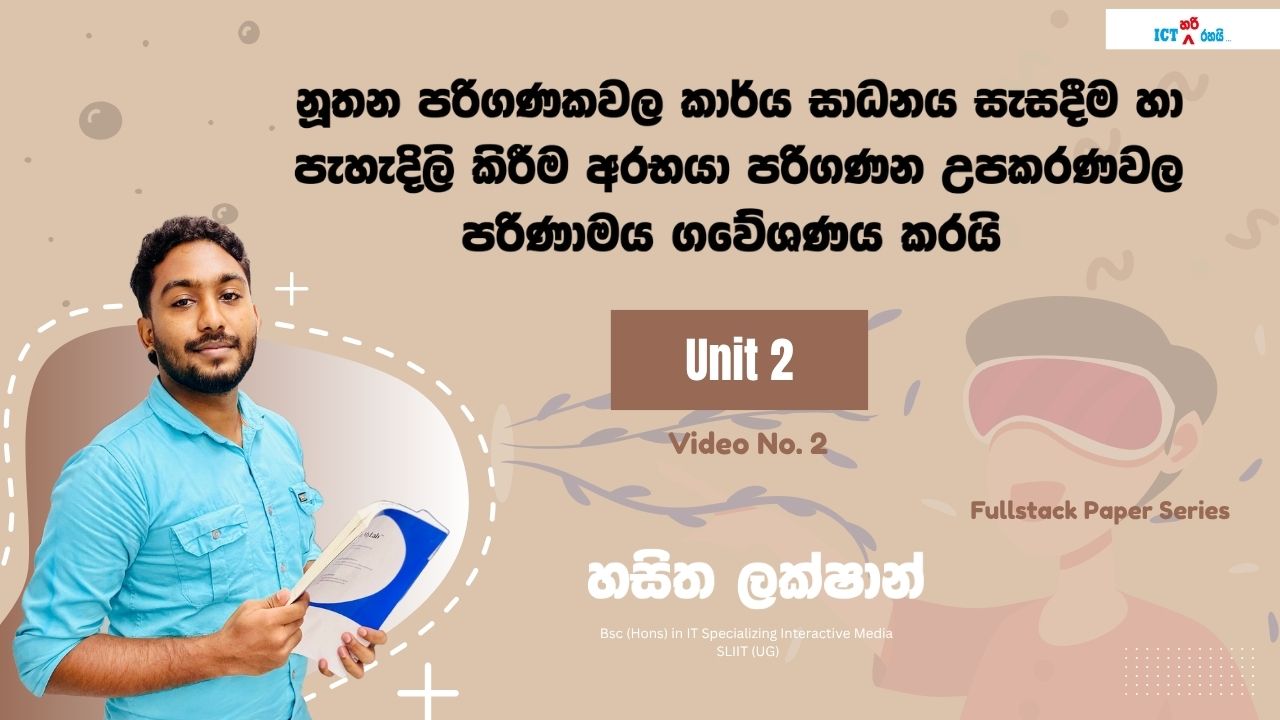 ICT හරි රහයි...
නූතන පරිගණකවල කාර්ය සාධනය සැසදීම හා
පැහැදිලි කිරීම අරභයා පරිගණන උපකරණවල
පරිණාමය ගවේශණය කරයි
Unit 2
Video No. 2
Fullstack Paper Series
හසිත ලක්ෂාන්
Bsc (Hons) in IT Specializing Interactive Media
SLIIT (UG)